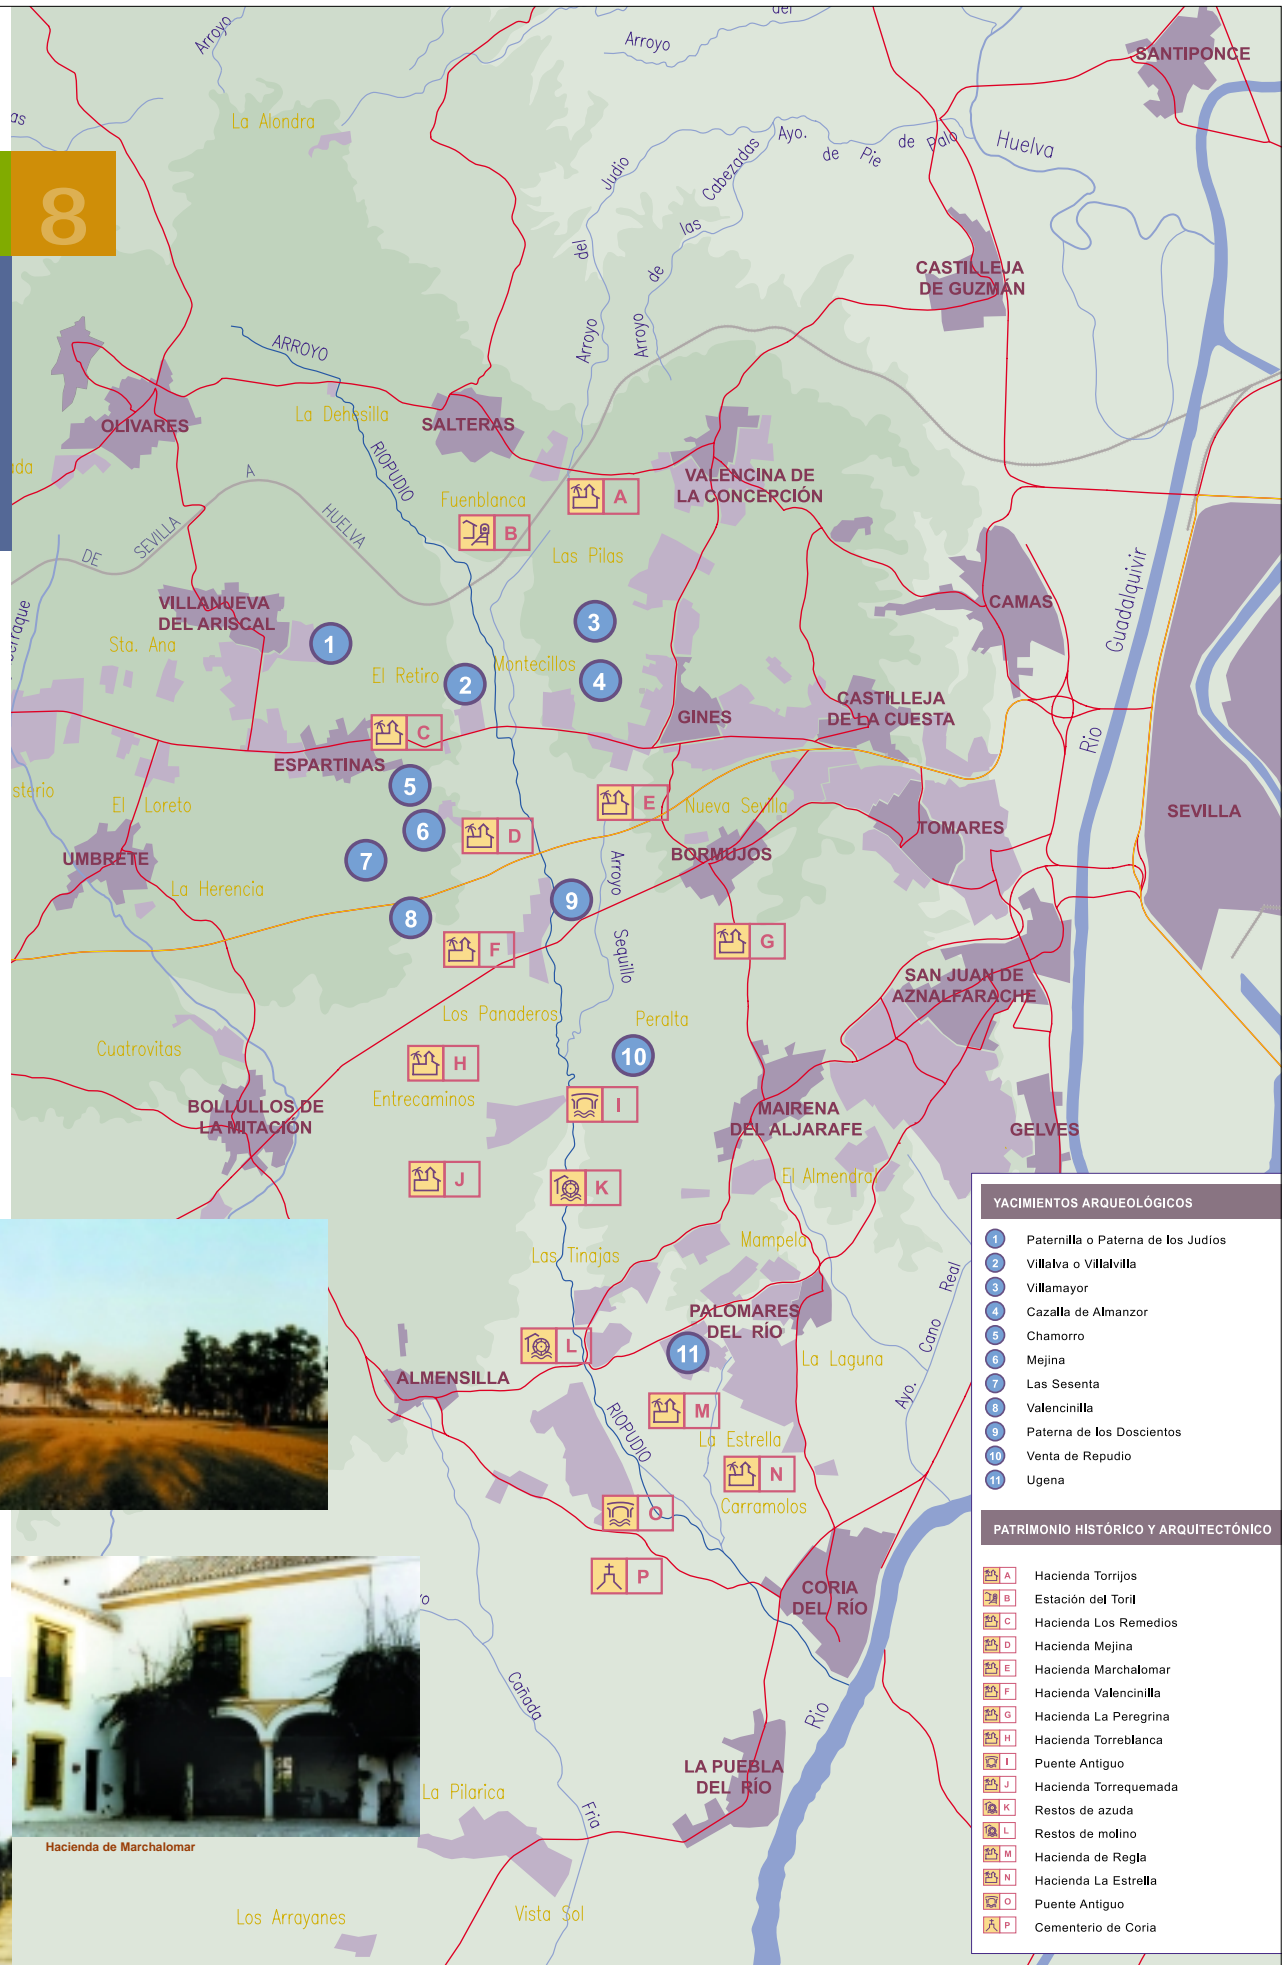 8
Arroyo
del
Arroyo
SANTIPONCE
La Alondra
Judio
del
Arroyo
Arroyo
de
las
Cabezadas
Ayo.
de
Pie
de
Palo
Huelva
CASTILLEJA
DE GUZMÁN
ARROYO
RIOPUDIO
OLIVARES
La Dehesilla
SALTERAS
VALENCINA DE
LA CONCEPCIÓN
DE
SEVILLA
A
HUELVA
Fuenblanca
A
B
Las Pilas
VILLANUEVA
DEL ARISCAL
CAMAS
Guadalquivir
Rio
Sta. Ana
1
El Retiro
2
3
Montecillos
4
GINES
CASTILLEJA
DE LA CUESTA
C
ESPARTINAS
5
E
Nueva Sevilla
El Loreto
6
D
TOMARES
SEVILLA
UMBRETE
7
BORMUJOS
La Herencia
8
9
Arroyo
Sequillo
F
G
SAN JUAN DE
AZNALFARACHE
Los Panaderos
Peralta
Cuatrovitas
10
H
Entrecaminos
BOLLULLOS DE
LA MITACIÓN
I
MAIRENA
DEL ALJARAFE
GELVES
J
K
El Almendral
Las Tinajas
Mampela
PALOMARES
DEL RÍO
L
11
La Laguna
Ayo.
Cano
Real
ALMENSILLA
RIOPUDIO
M
La Estrella
N
Carramolos
O
P
CORIA
DEL RÍO
Cañada
Fria
Rio
LA PUEBLA
DEL RÍO
La Pilarica
Vista Sol
Los Arrayanes
Hacienda de Marchalomar
YACIMIENTOS ARQUEOLÓGICOS
1 Paternilla o Paterna de los Judíos
2 Villalva o Villalvilla
3 Villamayor
4 Cazalla de Almanzor
5 Chamorro
6 Mejina
7 Las Sesenta
8 Valencinilla
9 Paterna de los Doscientos
10 Venta de Repudio
11 Ugena
PATRIMONIO HISTÓRICO Y ARQUITECTÓNICO
A Hacienda Torrijos
B Estación del Toril
C Hacienda Los Remedios
D Hacienda Mejina
E Hacienda Marchalomar
F Hacienda Valencinilla
G Hacienda La Peregrina
H Hacienda Torreblanca
I Puente Antiguo
J Hacienda Torrequemada
K Restos de azuda
L Restos de molino
M Hacienda de Regla
N Hacienda La Estrella
O Puente Antiguo
P Cementerio de Coria